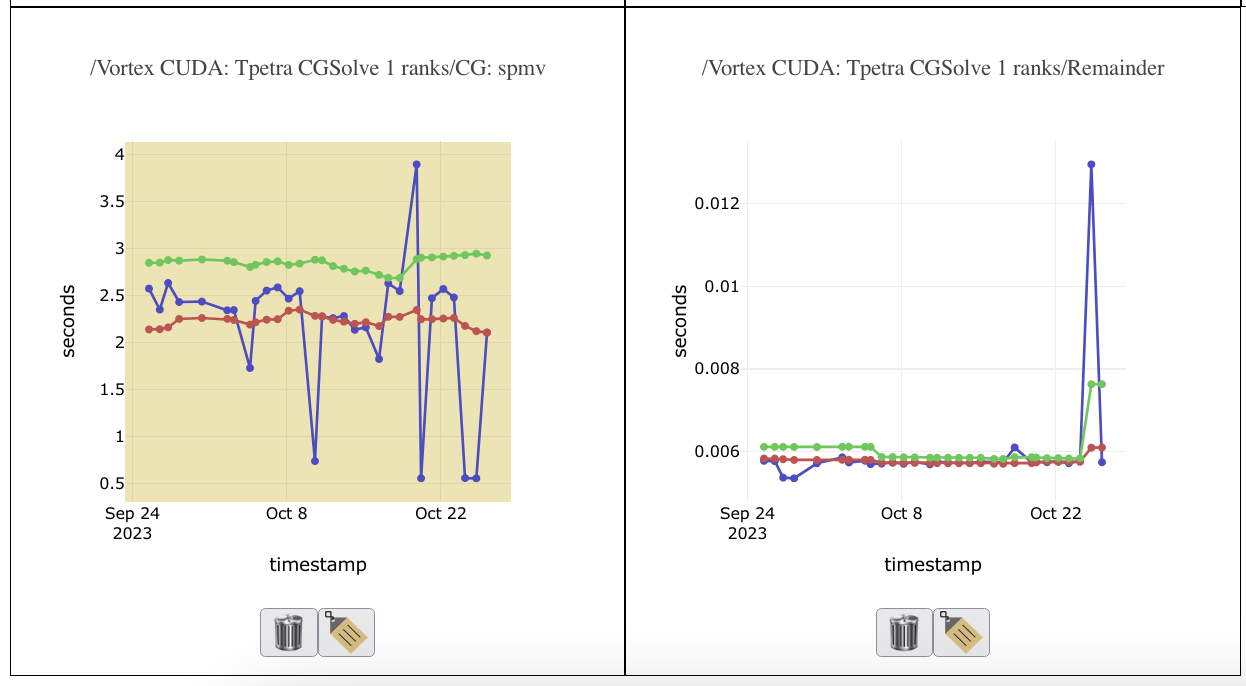 /Vortex CUDA: Tpetra CGSolve 1 ranks/CG: spmv
4
3.5
3
2.5
2
1.5
1
0.5
seconds
Sep 24
2023
Oct 8
Oct 22
timestamp
/Vortex CUDA: Tpetra CGSolve 1 ranks/Remainder
0.012
0.01
0.008
0.006
seconds
Sep 24
2023
Oct 8
Oct 22
timestamp